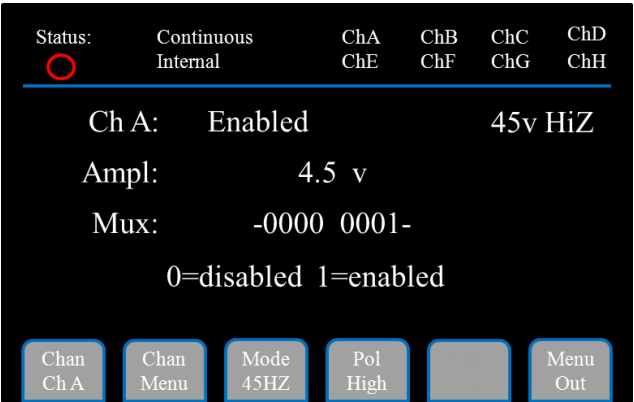 Status: Continuous ChA ChB ChC ChD
Internal ChE ChF ChG ChH
Ch A: Enabled 45v HiZ
Ampl: 4.5 v
Mux: -0000 0001-
0=disabled 1=enabled
Chan Chan Mode Pol Menu
Ch A Menu 45HZ High Out